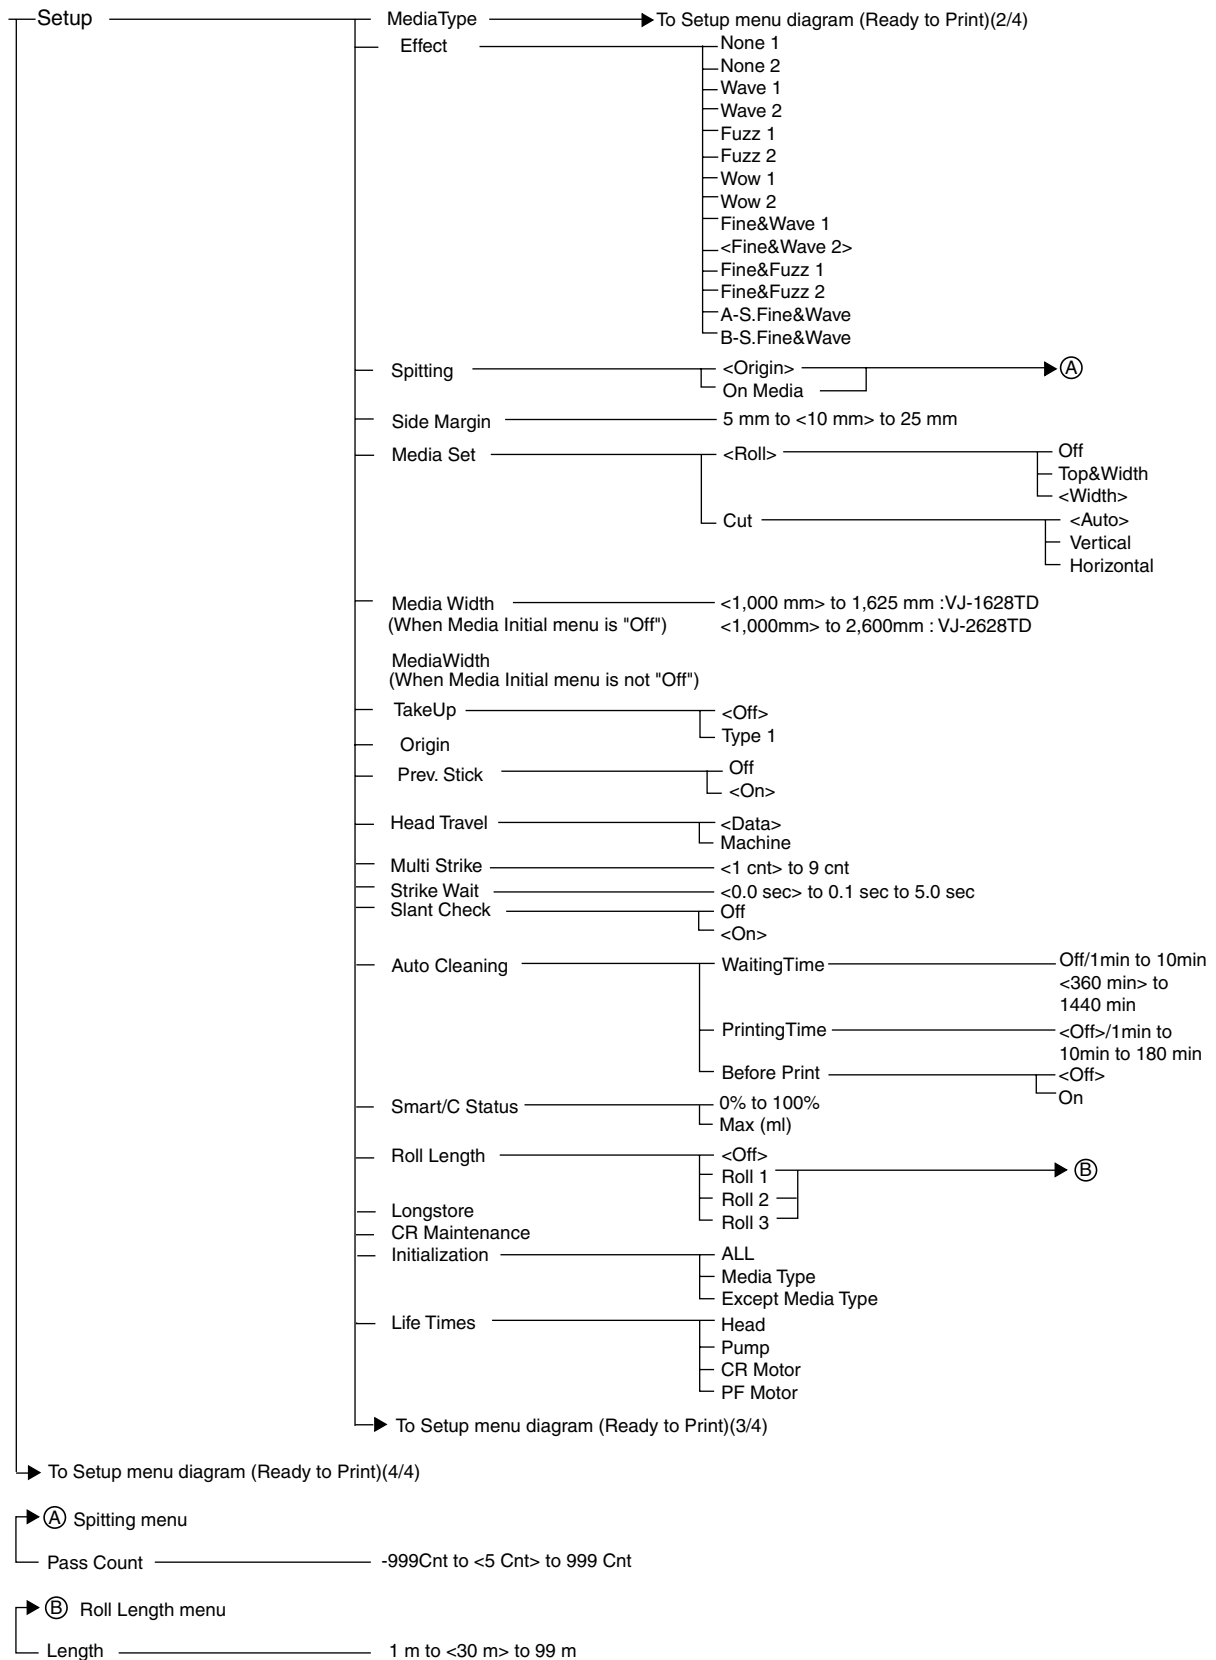 Setup
MediaType
To Setup menu diagram (Ready to Print)(2/4)
Effect
None 1
None 2
Wave 1
Wave 2
Fuzz 1
Fuzz 2
Wow 1
Wow 2
Fine&Wave 1
<Fine&Wave 2>
Fine&Fuzz 1
Fine&Fuzz 2
A-S.Fine&Wave
B-S.Fine&Wave
Spitting
<Origin>
On Media
A
Side Margin
5 mm to <10 mm> to 25 mm
Media Set
<Roll>
Off
Top&Width
<Width>
Cut
<Auto>
Vertical
Horizontal
Media Width
(When Media Initial menu is "Off")
<1,000 mm> to 1,625 mm :VJ-1628TD
<1,000mm> to 2,600mm : VJ-2628TD
MediaWidth
(When Media Initial menu is not "Off")
TakeUp
<Off>
Type 1
Origin
Prev. Stick
Off
<On>
Head Travel
<Data>
Machine
Multi Strike
<1 cnt> to 9 cnt
Strike Wait
<0.0 sec> to 0.1 sec to 5.0 sec
Slant Check
Off
<On>
Auto Cleaning
WaitingTime
Off/1min to 10min
<360 min> to
1440 min
PrintingTime
<Off>/1min to
10min to 180 min
Before Print
<Off>
On
Smart/C Status
0% to 100%
Max (ml)
Roll Length
<Off>
Roll 1
Roll 2
Roll 3
B
Longstore
CR Maintenance
Initialization
ALL
Media Type
Except Media Type
Life Times
Head
Pump
CR Motor
PF Motor
To Setup menu diagram (Ready to Print)(3/4)
To Setup menu diagram (Ready to Print)(4/4)
A Spitting menu
Pass Count
-999Cnt to <5 Cnt> to 999 Cnt
B Roll Length menu
Length
1 m to <30 m> to 99 m